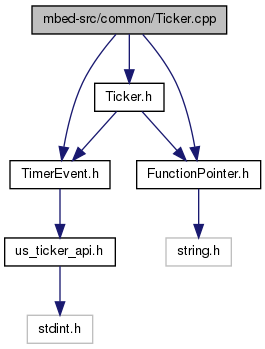 mbed-src/common/Ticker.cpp
Ticker.h
TimerEvent.h
FunctionPointer.h
us_ticker_api.h
string.h
stdint.h